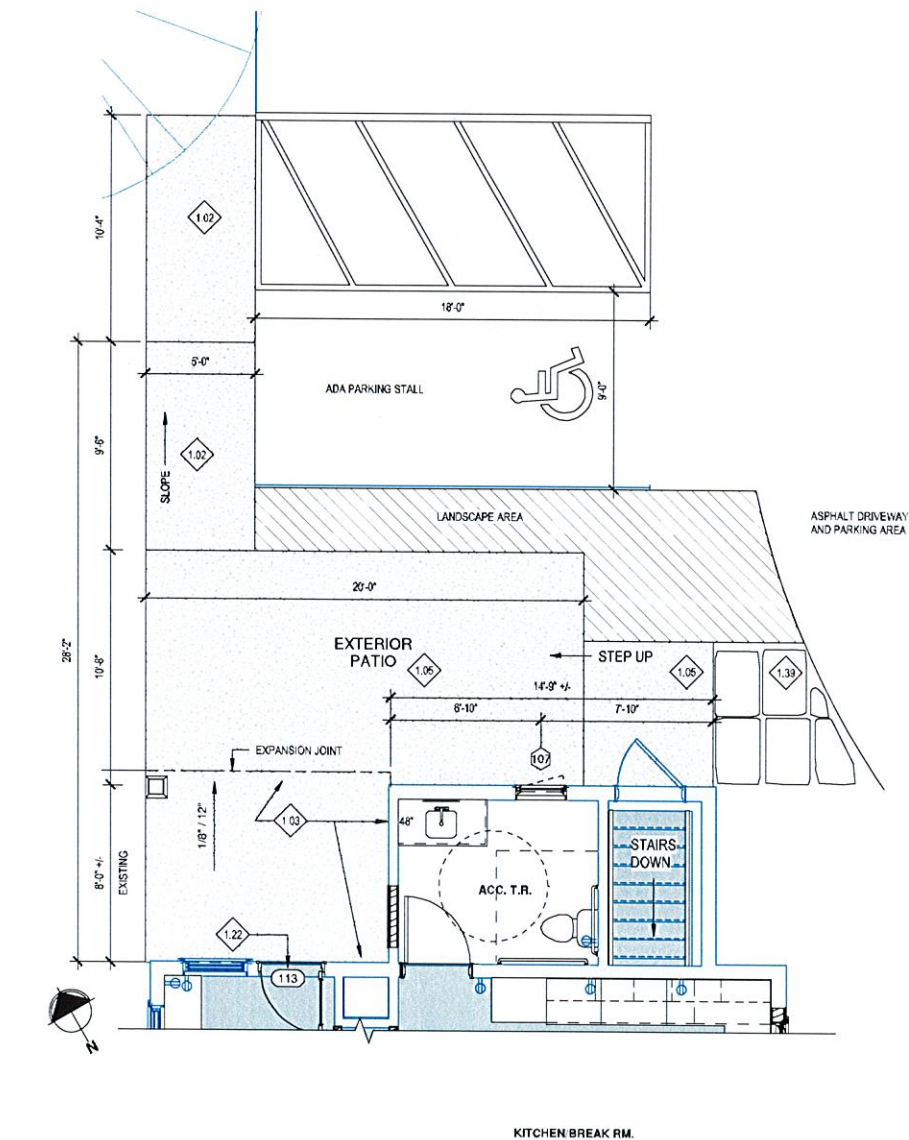 1.02
10'-4"
18'-0"
5'-0"
ADA PARKING STALL
9'-0"
9'-6"
1.02
SLOPE
LANDSCAPE AREA
ASPHALT DRIVEWAY
AND PARKING AREA
20'-0"
28'-2"
10'-8"
EXTERIOR
PATIO
1.05
STEP UP
1.05
1.39
14'-9" +/-
6'-10"
7'-10"
EXPANSION JOINT
107
1/8" / 12"
1.03
48"
8'-0" +/-
EXISTING
STAIRS
DOWN
ACC. T.R.
1.22
113
N
KITCHEN/BREAK RM.